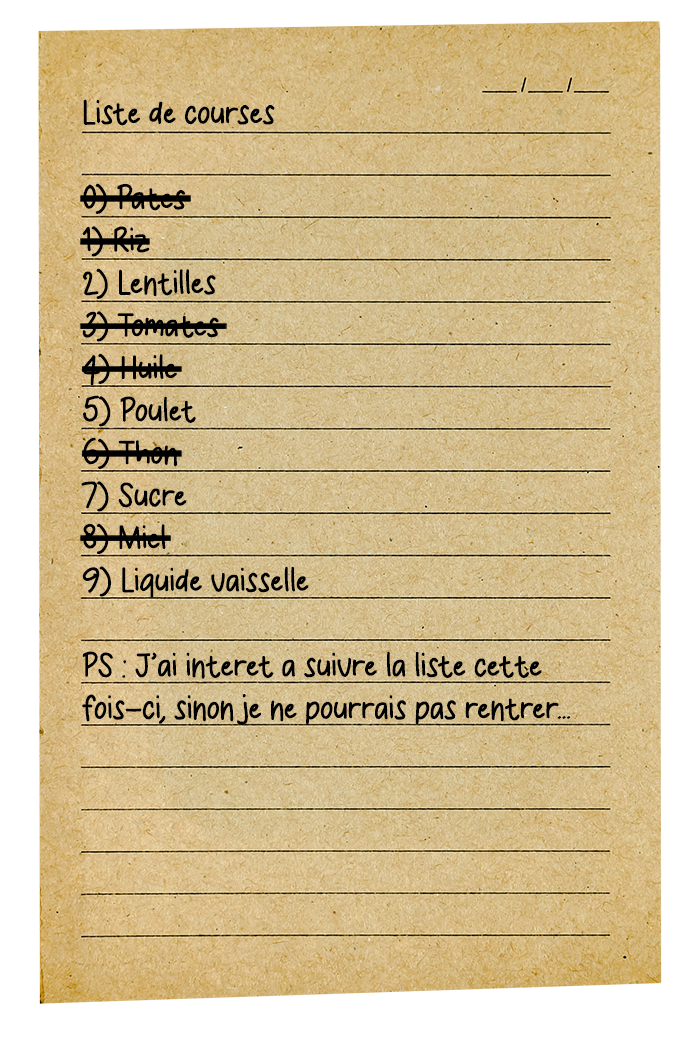 ___/___/___
Liste de courses
0) Pates
1) Riz
2) Lentilles
3) Tomates
4) Huile
5) Poulet
6) Thon
7) Sucre
8) Miel
9) Liquide vaisselle
PS : J'ai interet a suivre la liste cette
fois-ci, sinon je ne pourrais pas rentrer...